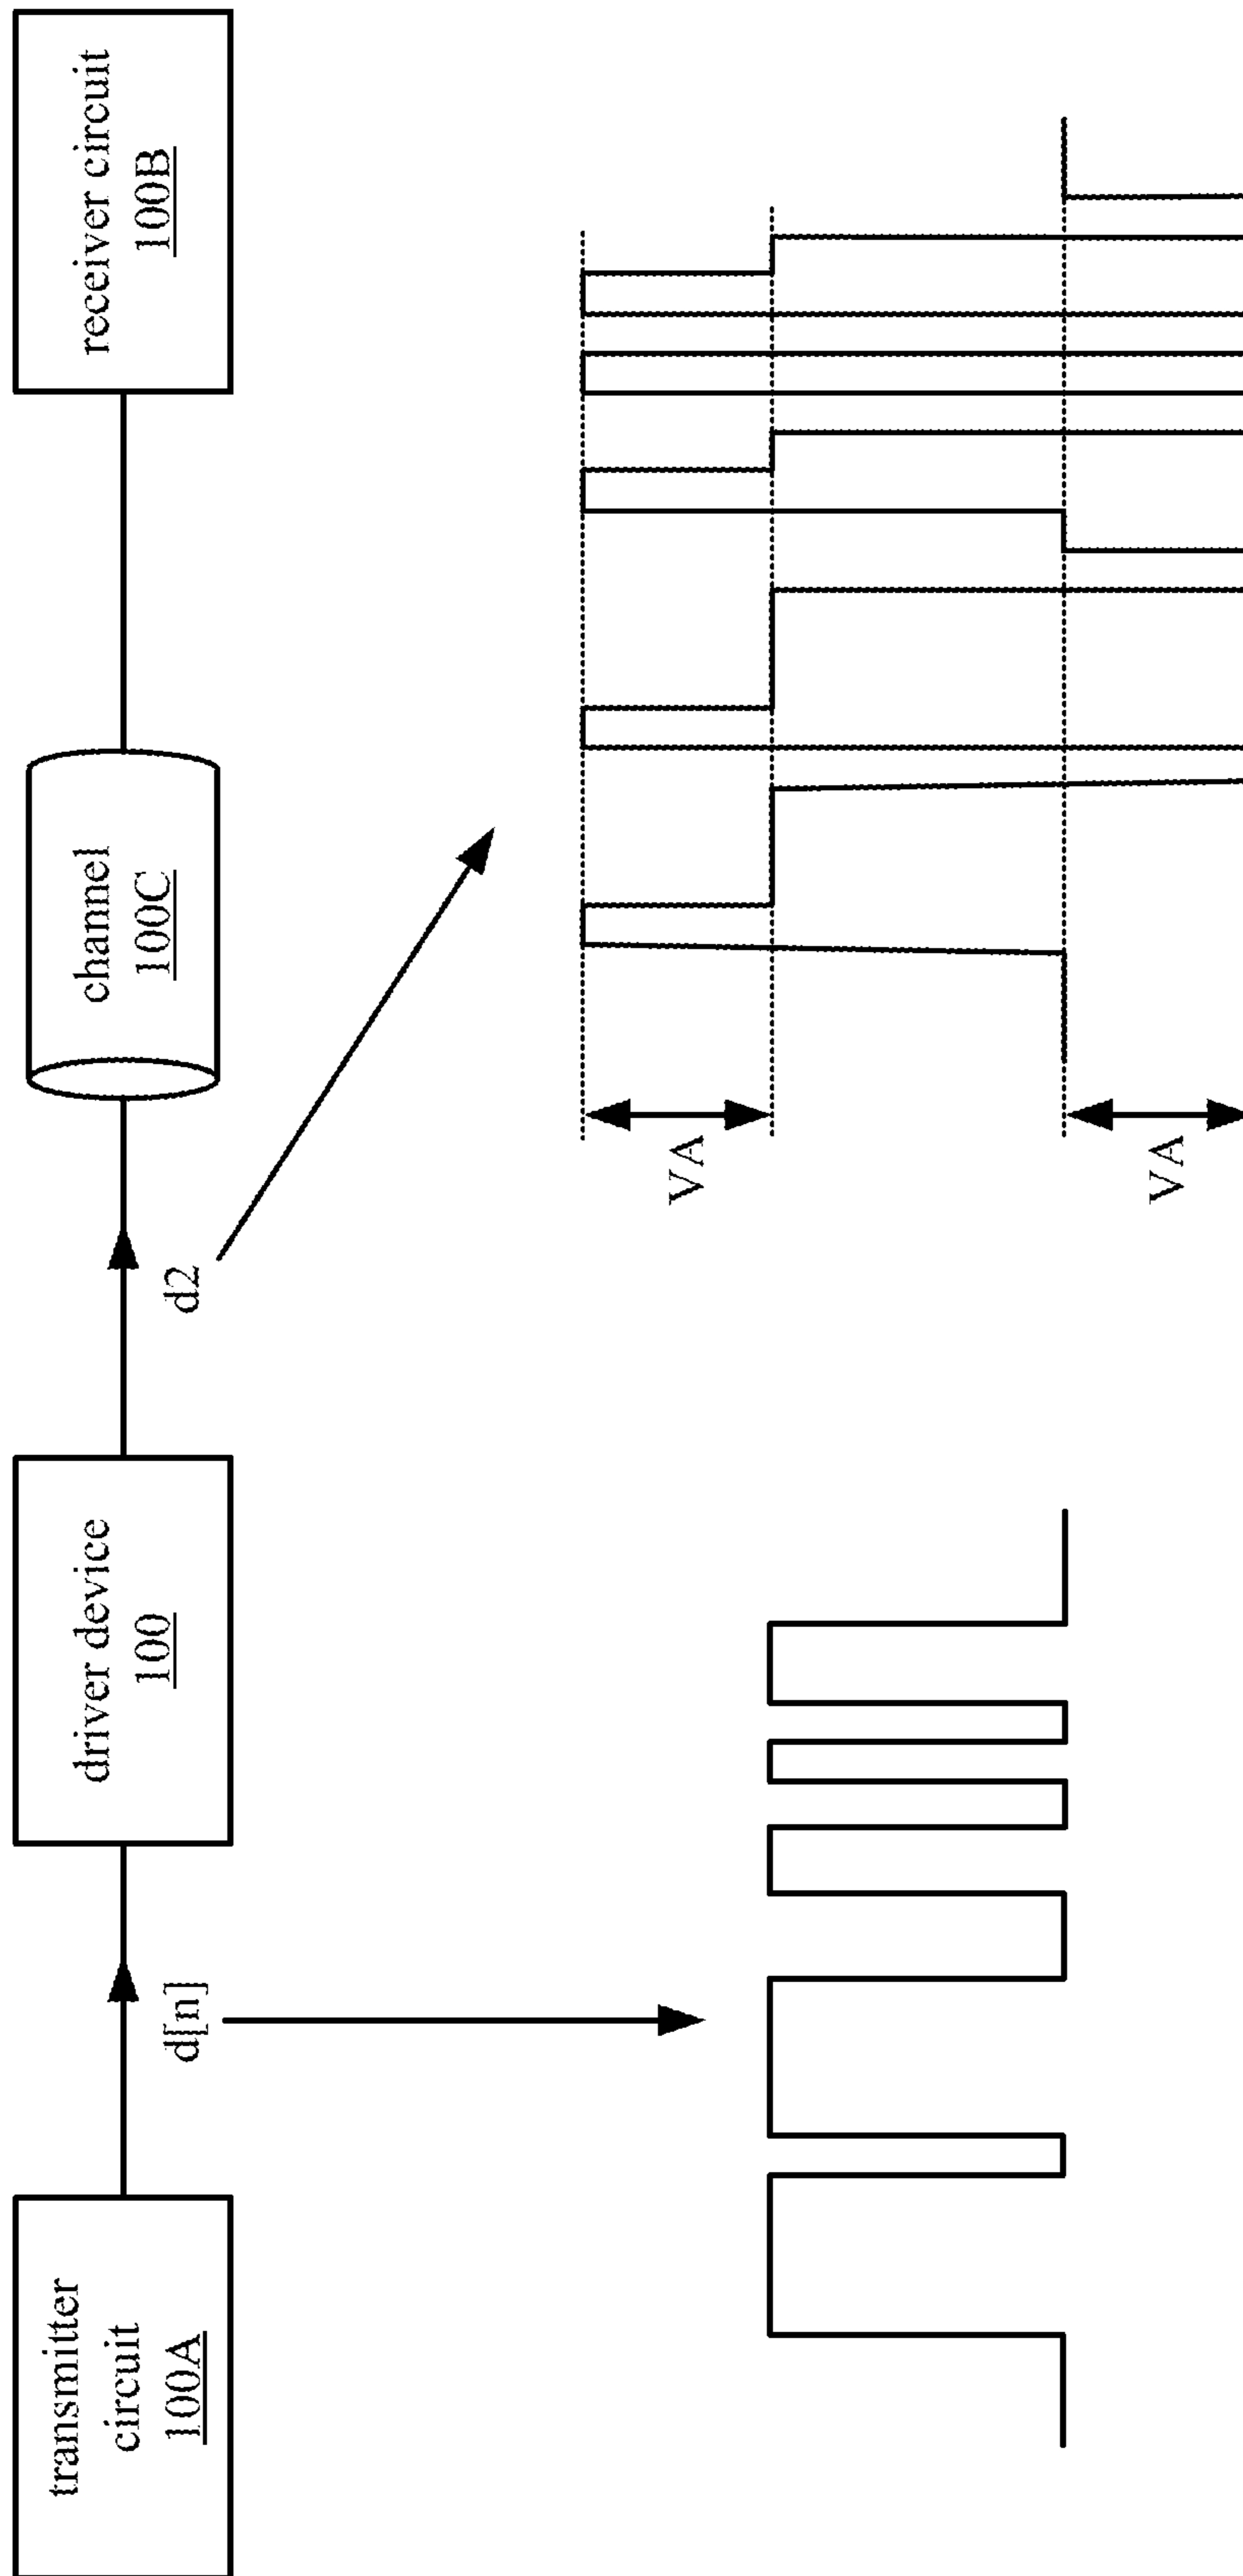 transmitter
circuit
100A
d[n]
driver device
100
d2
channel
100C
receiver circuit
100B
VA
VA